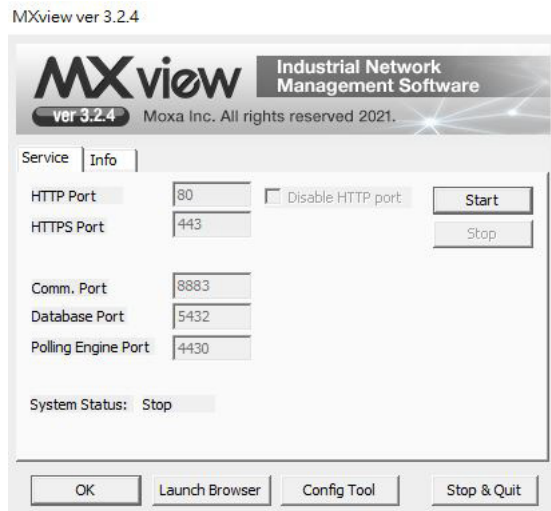 MXview ver 3.2.4
MXview Industrial Network
Management Software
ver 3.2.4 Moxa Inc. All rights reserved 2021.
Service Info
HTTP Port 80 Disable HTTP port Start
HTTPS Port 443 Stop
Comm. Port 8883
Database Port 5432
Polling Engine Port 4430
System Status: Stop
OK Launch Browser Config Tool Stop & Quit